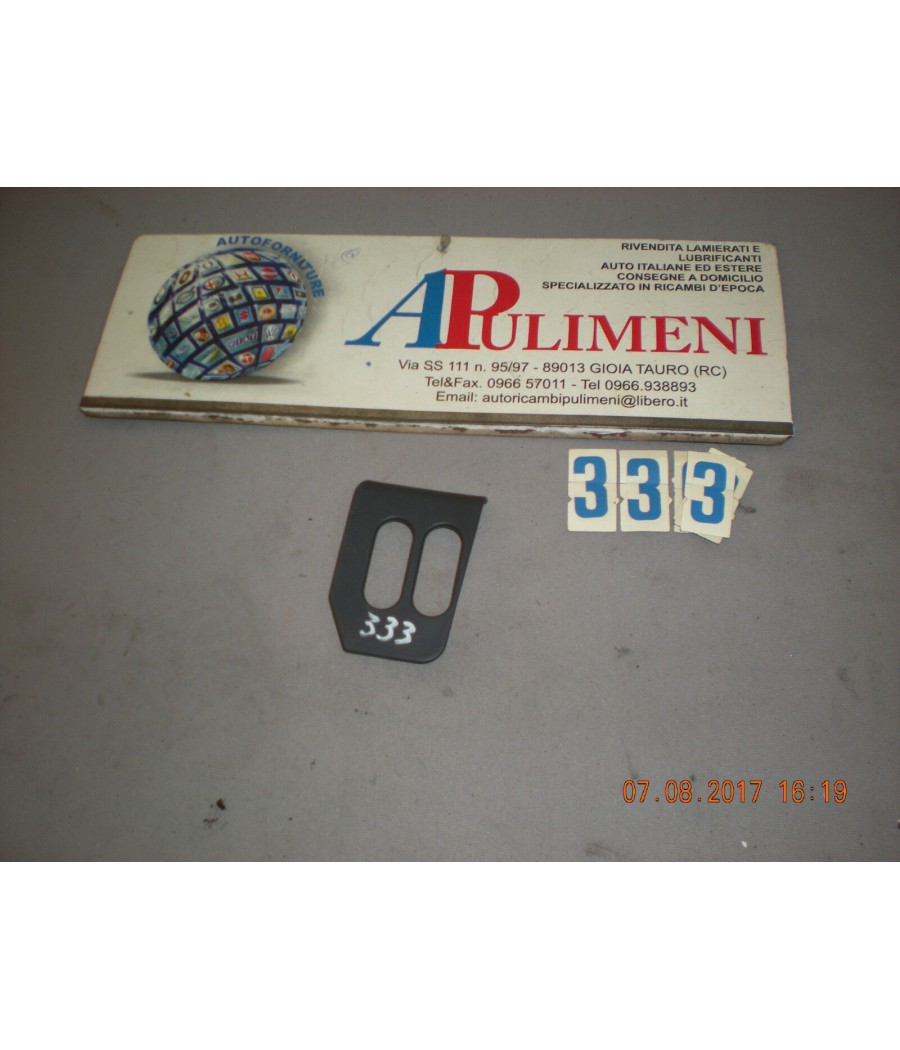 AUTOFORNITURE
RIVENDITA LAMIERATI E
LUBRIFICANTI
AUTO ITALIANE ED ESTERE
CONSEGNE A DOMICILIO
SPECIALIZZATO IN RICAMBI D'EPOCA
APULIMENI
Via SS 111 n. 95/97 - 89013 GIOIA TAURO (RC)
Tel&Fax. 0966 57011 - Tel 0966.938893
Email: autoricambipulimeni@libero.it
333
333
07.08.2017 16:19